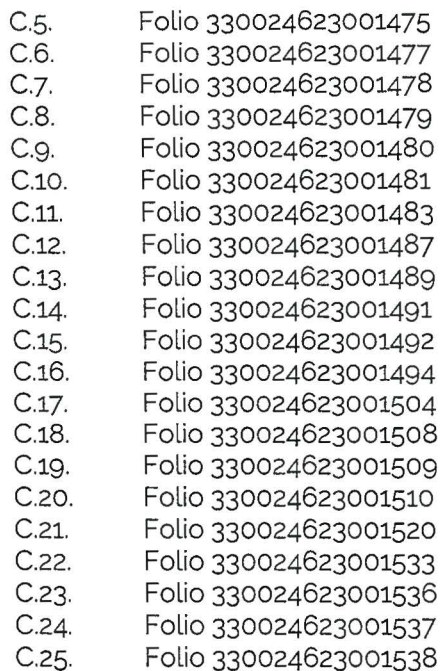 C.5. Folio 330024623001475
C.6. Folio 330024623001477
C.7. Folio 330024623001478
C.8. Folio 330024623001479
C.9. Folio 330024623001480
C.10. Folio 330024623001481
C.11. Folio 330024623001483
C.12. Folio 330024623001487
C.13. Folio 330024623001489
C.14. Folio 330024623001491
C.15. Folio 330024623001492
C.16. Folio 330024623001494
C.17. Folio 330024623001504
C.18. Folio 330024623001508
C.19. Folio 330024623001509
C.20. Folio 330024623001510
C.21. Folio 330024623001520
C.22. Folio 330024623001533
C.23. Folio 330024623001536
C.24. Folio 330024623001537
C.25. Folio 330024623001538